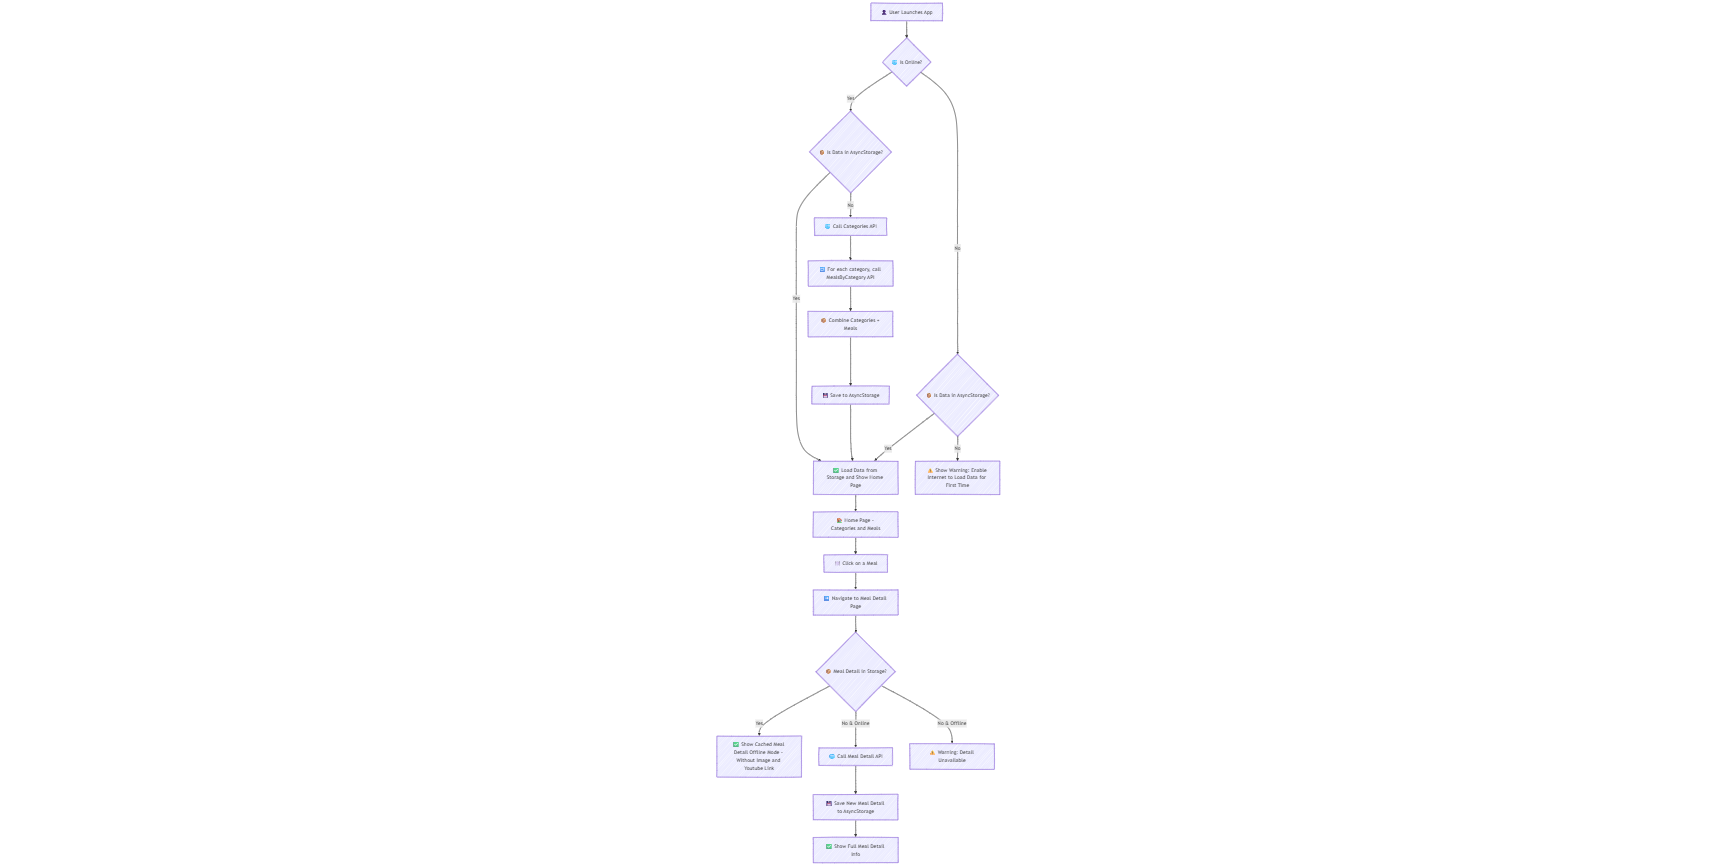 👤 User Launches App
🌐 Is Online?
Yes
📦 Is Data in AsyncStorage?
No
🌐 Call Categories API
No
➡️ For each category, call
MealsByCategory API
Yes
📦 Combine Categories +
Meals
💾 Save to AsyncStorage
📦 Is Data in AsyncStorage?
Yes
No
✅ Load Data from
Storage and Show Home
Page
⚠️ Show Warning: Enable
Internet to Load Data for
First Time
Home Page -
Categories and Meals
🍽️ Click on a Meal
➡️ Navigate to Meal Detail
Page
📦 Meal Detail in Storage?
Yes
No & Online
No & Offline
✅ Show Cached Meal
Detail Offline Mode -
Without Image and
Youtube Link
🌐 Call Meal Detail API
⚠️ Warning: Detail
Unavailable
💾 Save New Meal Detail
to AsyncStorage
✅ Show Full Meal Detail
Info